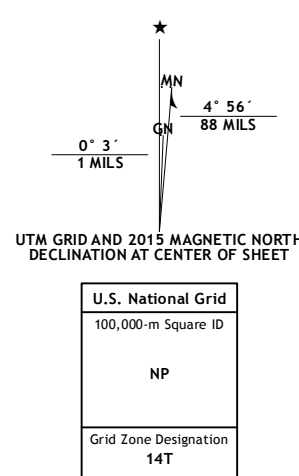 MN
GN
4° 56´
88 MILS
0° 3´
1 MILS
UTM GRID AND 2015 MAGNETIC NORTH
DECLINATION AT CENTER OF SHEET
U.S. National Grid
100,000-m Square ID
NP
Grid Zone Designation
14T